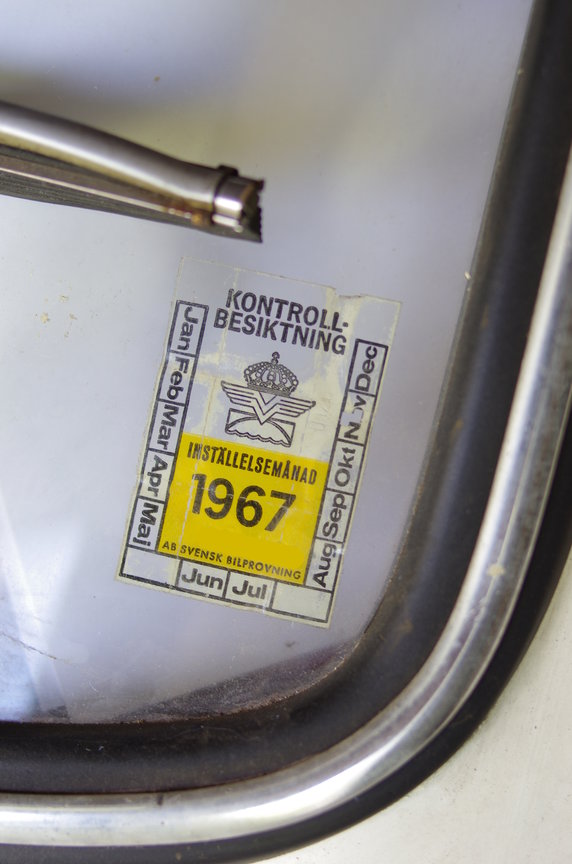 KONTROLL-
BESIKTNING
Jan
Feb
Mar
Apr
Maj
Jun
Jul
Aug
Sep
Okt
Nov
Dec
INSTÄLLELSEMÅNAD
1967
AB SVENSK BILPROVNING